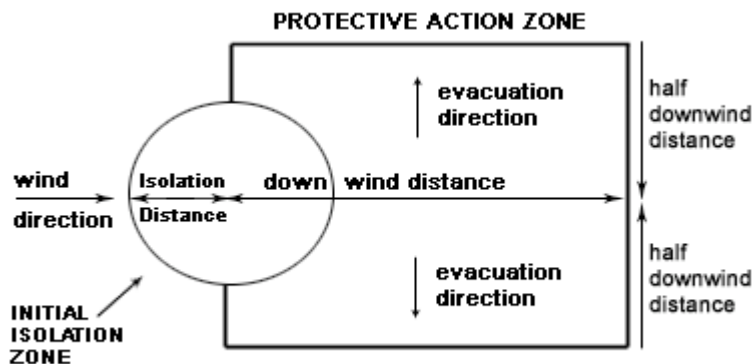 PROTECTIVE ACTION ZONE
evacuation
direction
half
downwind
distance
wind
direction
Isolation
Distance
down wind distance
evacuation
direction
half
downwind
distance
INITIAL
ISOLATION
ZONE